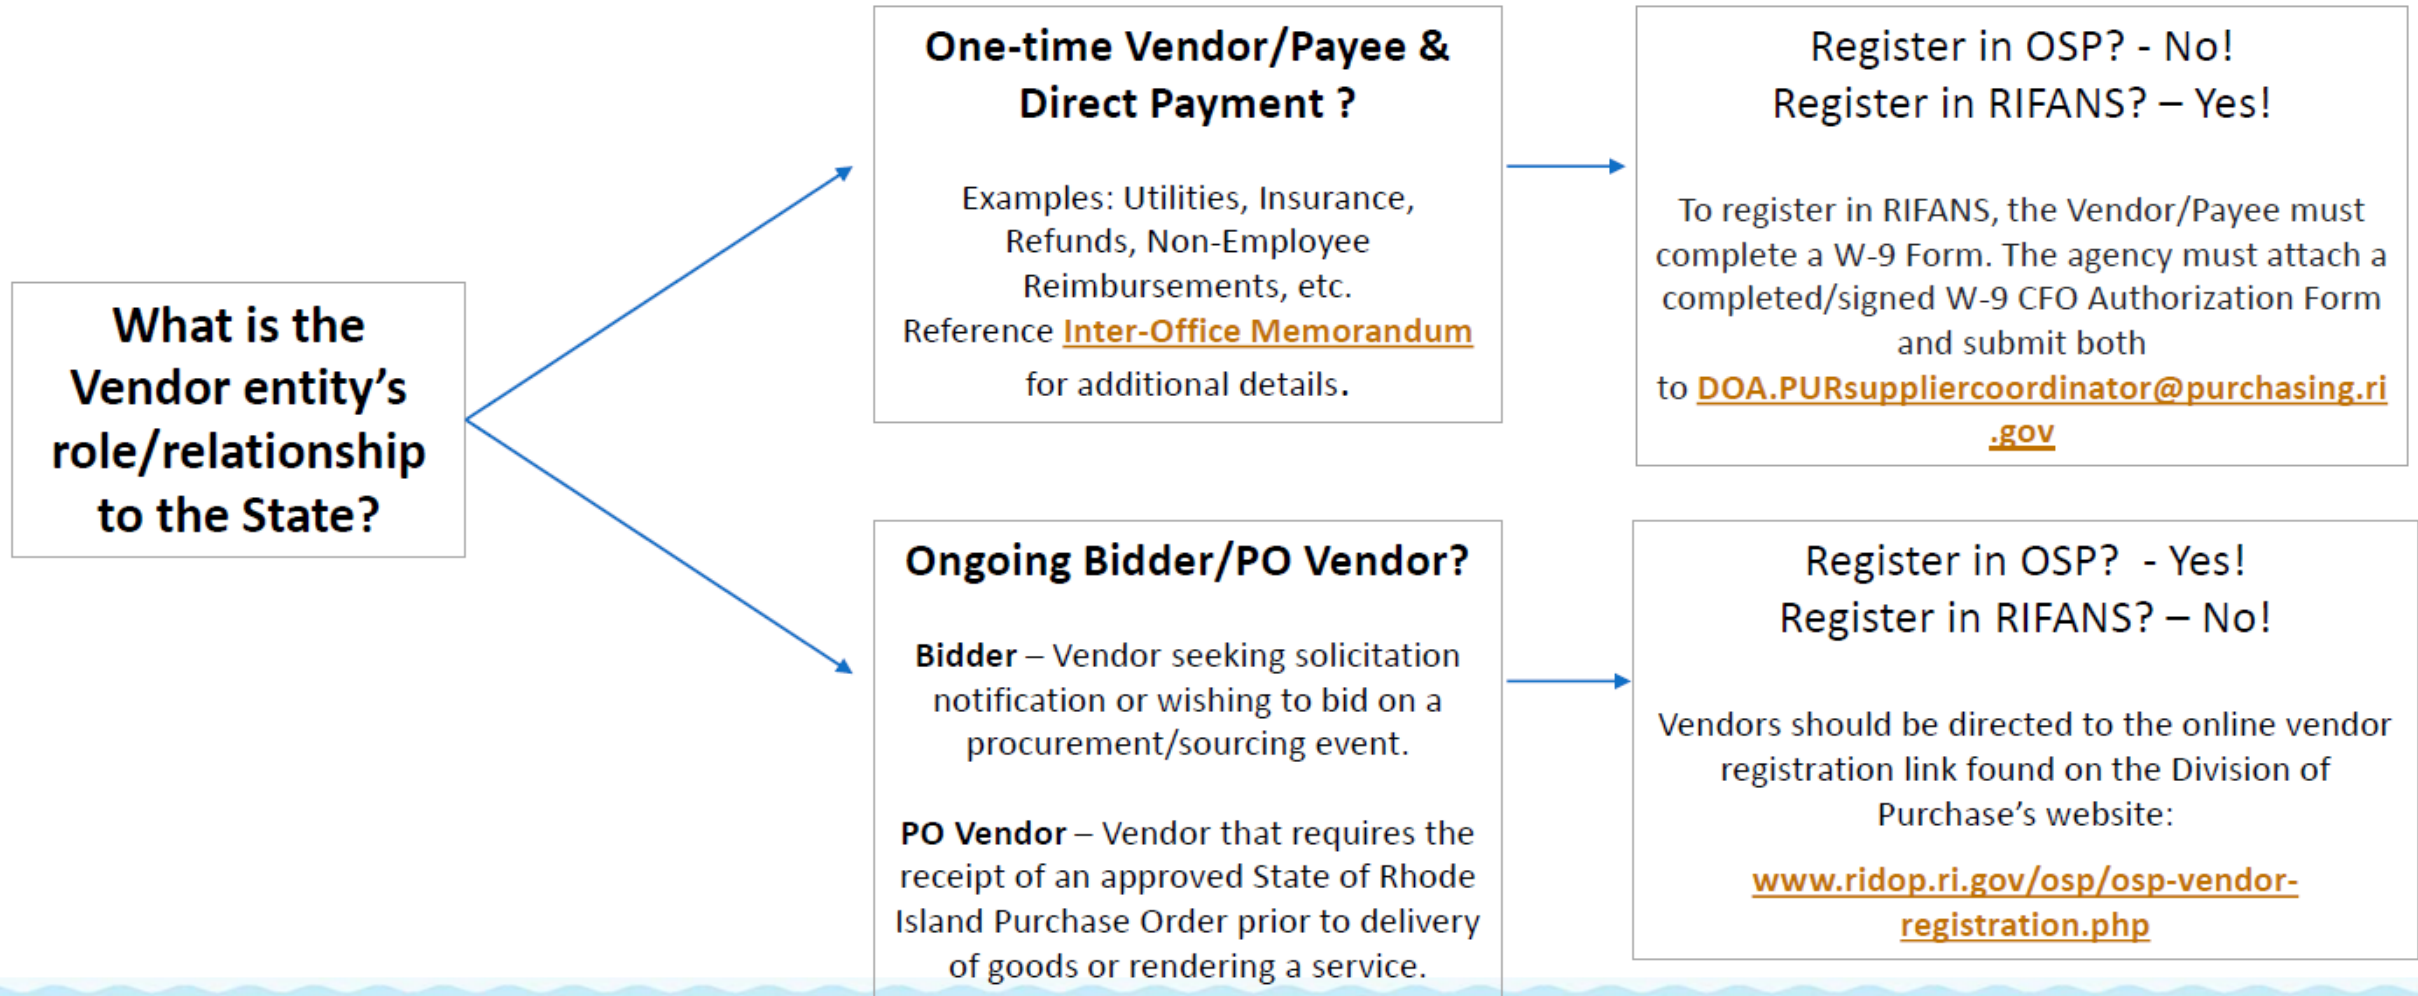 What is the
Vendor entity’s
role/relationship
to the State?
One-time Vendor/Payee &
Direct Payment ?
Examples: Utilities, Insurance,
Refunds, Non-Employee
Reimbursements, etc.
Reference Inter-Office Memorandum
for additional details.
Register in OSP? - No!
Register in RIFANS? – Yes!
To register in RIFANS, the Vendor/Payee must
complete a W-9 Form. The agency must attach a
completed/signed W-9 CFO Authorization Form
and submit both
to DOA.PURsuppliercoordinator@purchasing.ri
.gov
Ongoing Bidder/PO Vendor?
Bidder – Vendor seeking solicitation
notification or wishing to bid on a
procurement/sourcing event.
PO Vendor – Vendor that requires the
receipt of an approved State of Rhode
Island Purchase Order prior to delivery
of goods or rendering a service.
Register in OSP?  - Yes!
Register in RIFANS? – No!
Vendors should be directed to the online vendor
registration link found on the Division of
Purchase’s website:
www.ridop.ri.gov/osp/osp-vendor-
registration.php